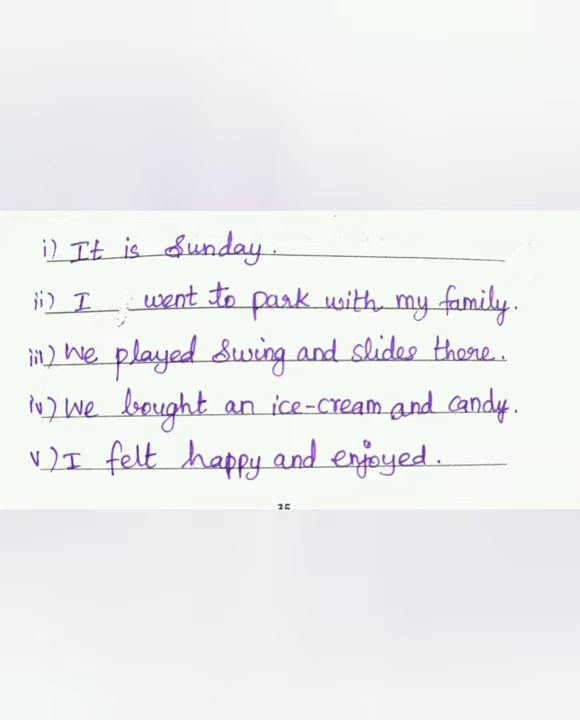 i) It is Sunday.
ii) I went to park with my family.
iii) We played Swing and slides there.
iv) We bought an ice-cream and candy.
v) I felt happy and enjoyed.
35